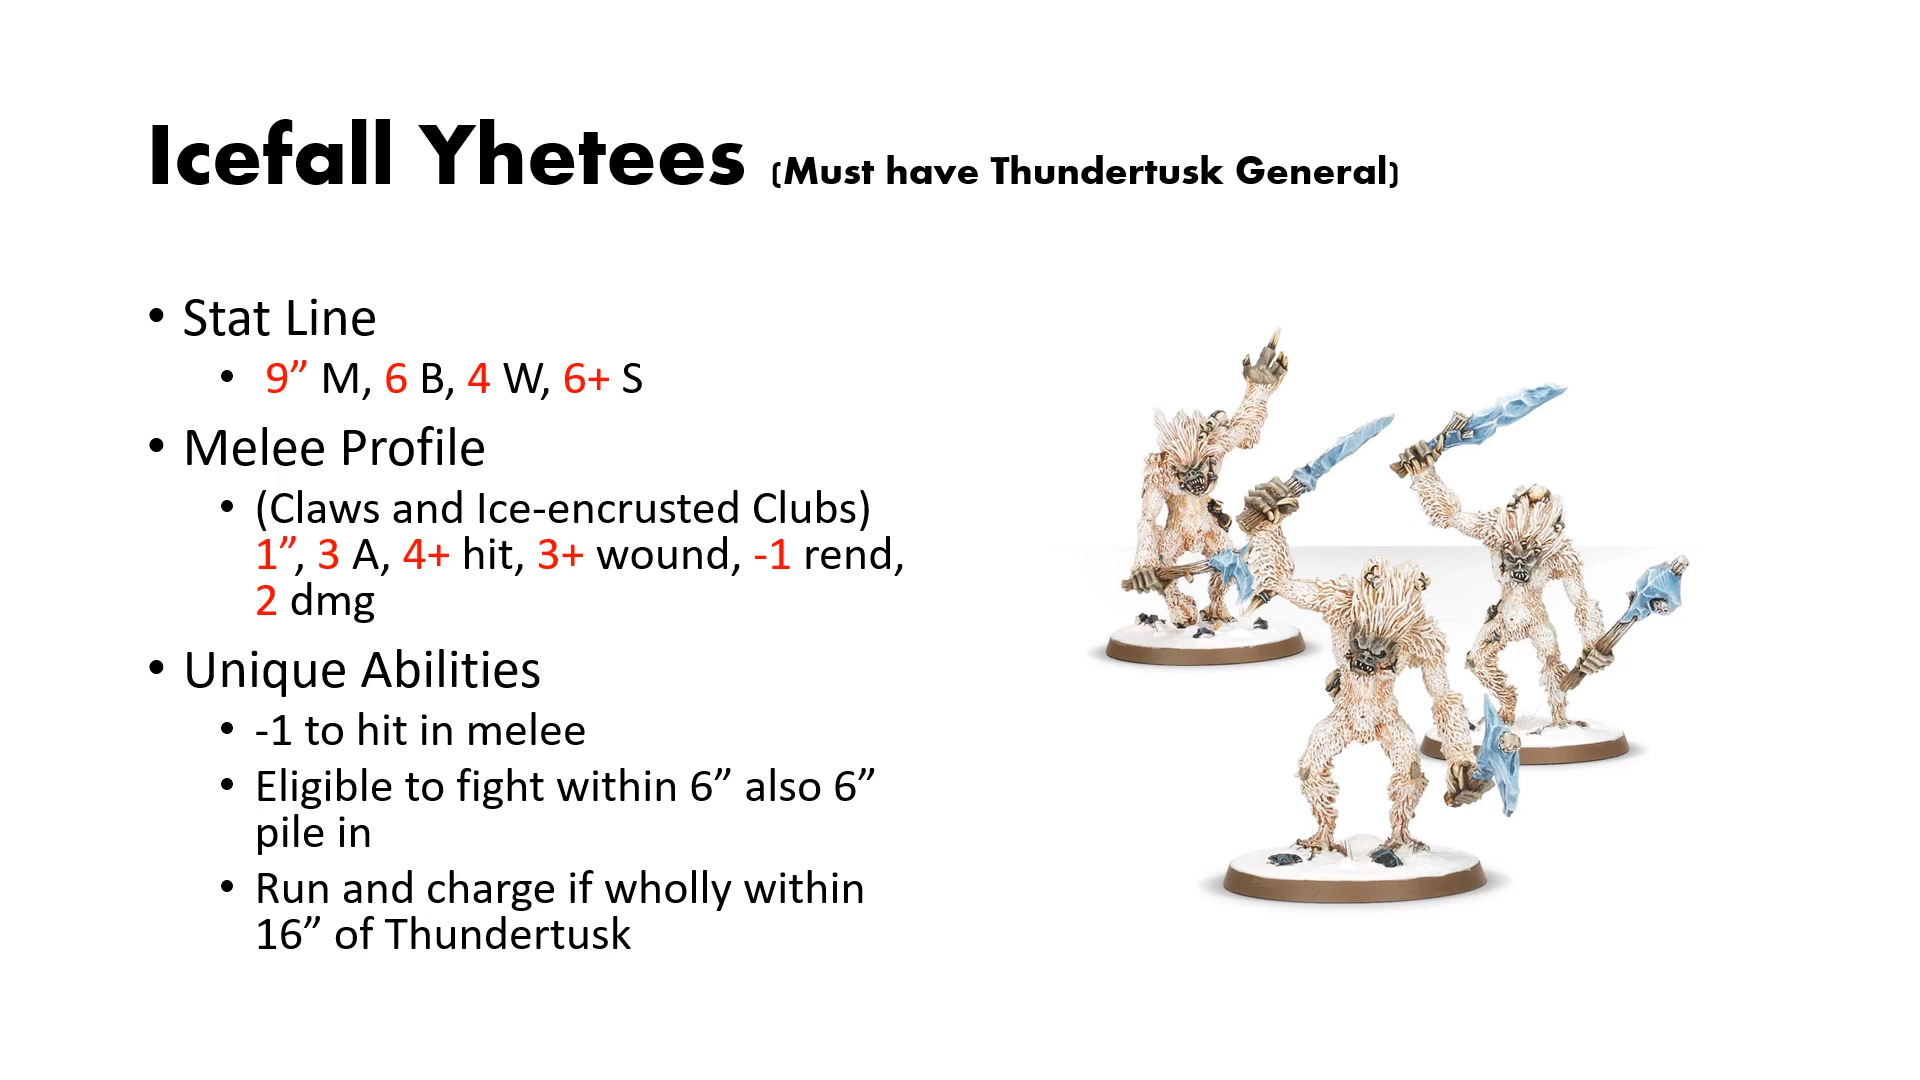 Icefall Yhetees (Must have Thundertusk General)
• Stat Line
• 9” M, 6 B, 4 W, 6+ S
• Melee Profile
• (Claws and Ice-encrusted Clubs)
1”, 3 A, 4+ hit, 3+ wound, -1 rend,
2 dmg
• Unique Abilities
• -1 to hit in melee
• Eligible to fight within 6” also 6”
pile in
• Run and charge if wholly within
16” of Thundertusk